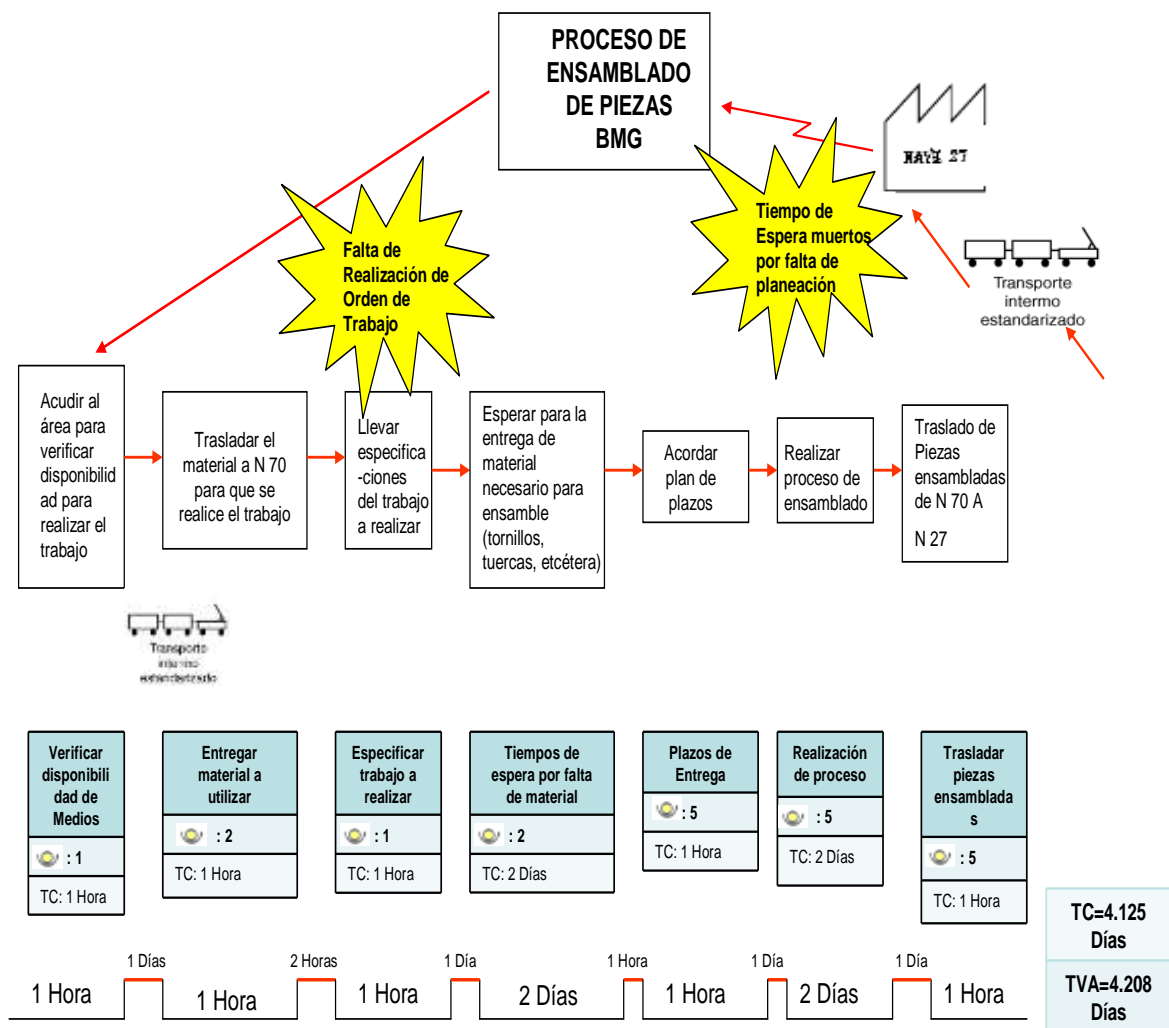 PROCESO DE
ENSAMBLADO
DE PIEZAS
BMG
NAVE 27
Falta de
Realización de
Orden de
Trabajo
Tiempo de
Espera muertos
por falta de
planeación
Transporte
intermo
estandarizado
Acudir al
área para
verificar
disponibilid
ad para
realizar el
trabajo
Trasladar el
material a N 70
para que se
realice el trabajo
Llevar
especifica
-ciones
del trabajo
a realizar
Esperar para la
entrega de
material
necesario para
ensamble
(tornillos,
tuercas, etcétera)
Acordar
plan de
plazos
Realizar
proceso de
ensamblado
Traslado de
Piezas
ensambladas
de N 70 A
N 27
Transporte
intermo
estandarizado
Verificar
disponibili
dad de
Medios
: 1
TC: 1 Hora
Entregar
material a
utilizar
: 2
TC: 1 Hora
Especificar
trabajo a
realizar
: 1
TC: 1 Hora
Tiempos de
espera por falta
de material
: 2
TC: 2 Días
Plazos de
Entrega
: 5
TC: 1 Hora
Realización
de proceso
: 5
TC: 2 Días
Trasladar
piezas
ensamblada
s
: 5
TC: 1 Hora
TC=4.125
Días
TVA=4.208
Días
1 Días
2 Horas
1 Día
1 Hora
1 Día
1 Día
1 Hora
1 Hora
1 Hora
2 Días
1 Hora
2 Días
1 Hora